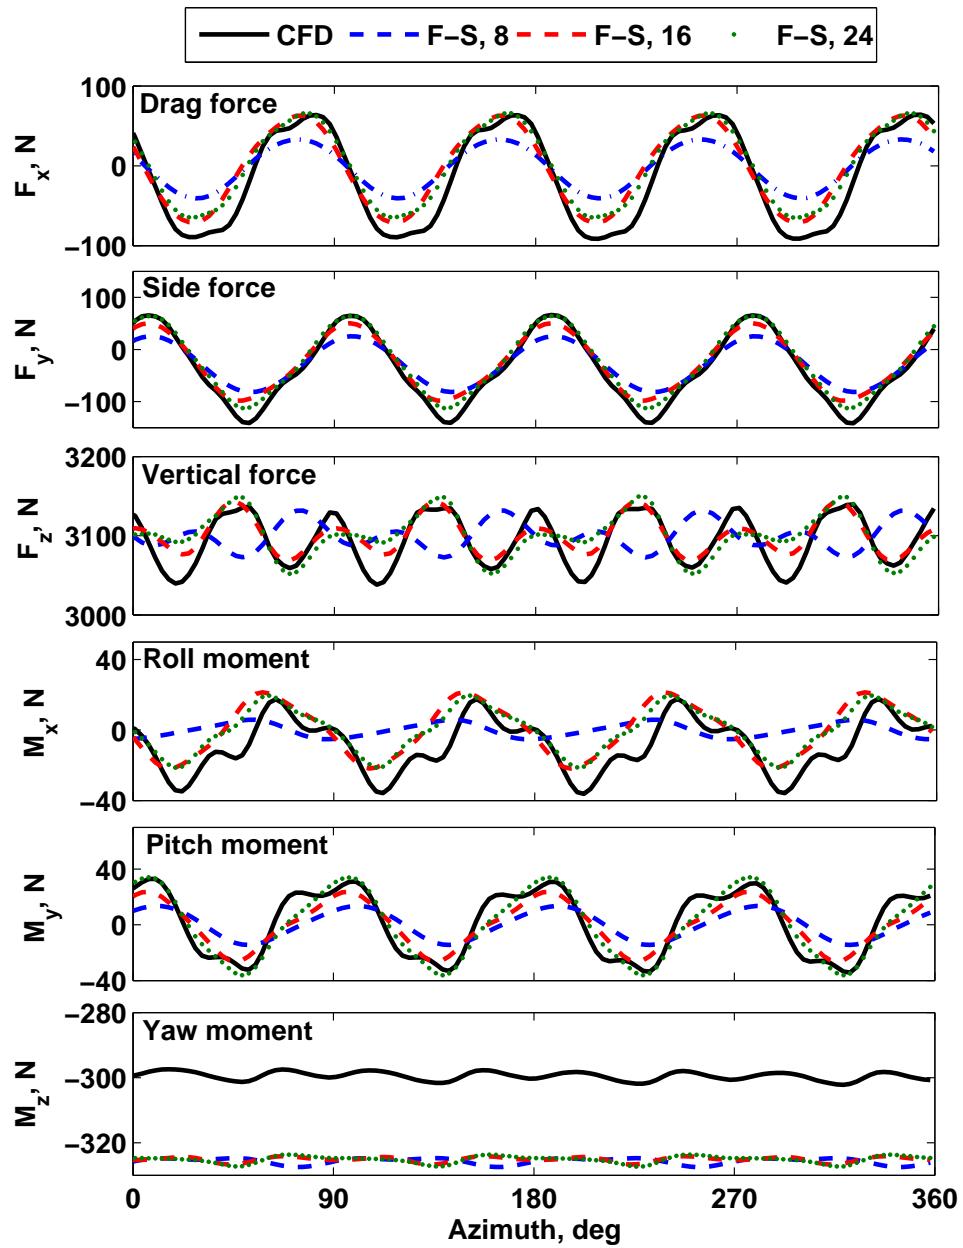 CFD F−S, 8 F−S, 16 F−S, 24
Drag force
100
0
−100
F_x, N
Side force
100
0
−100
F_y, N
Vertical force
3200
3100
3000
F_z, N
Roll moment
40
0
−40
M_x, N
Pitch moment
40
0
−40
M_y, N
Yaw moment
−280
−300
−320
M_z, N
0 90 180 270 360
Azimuth, deg